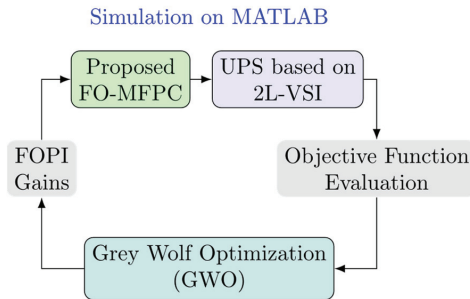 Simulation on MATLAB
Proposed
FO-MFPC
UPS based on
2L-VSI
FOPI
Gains
Objective Function
Evaluation
Grey Wolf Optimization
(GWO)